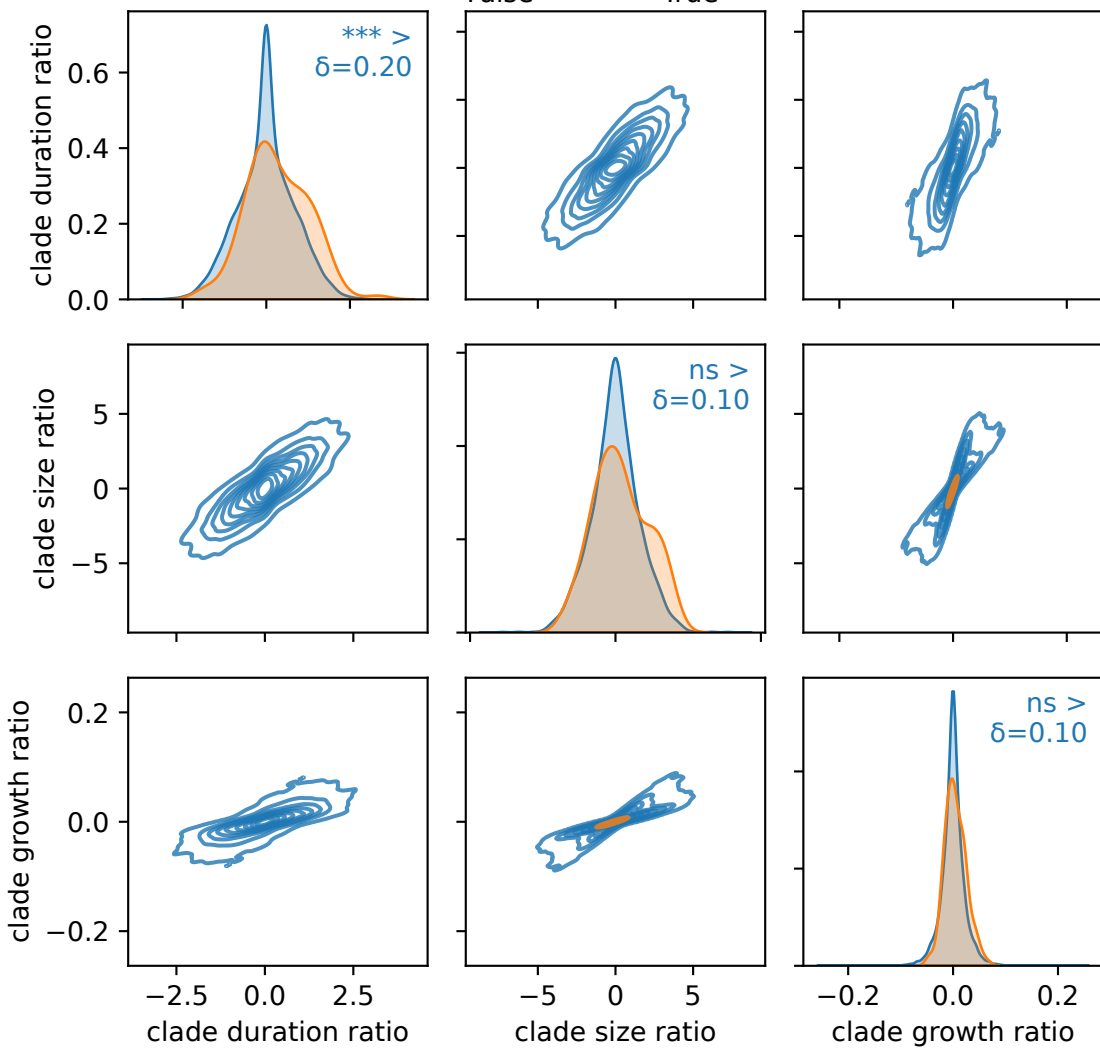 clade duration ratio
0.6
0.4
0.2
0.0
*** >
δ=0.20
clade size ratio
5
0
−5
ns >
δ=0.10
clade growth ratio
0.2
0.0
−0.2
ns >
δ=0.10
−2.5 0.0 2.5
−5 0 5
−0.2 0.0 0.2
clade duration ratio
clade size ratio
clade growth ratio